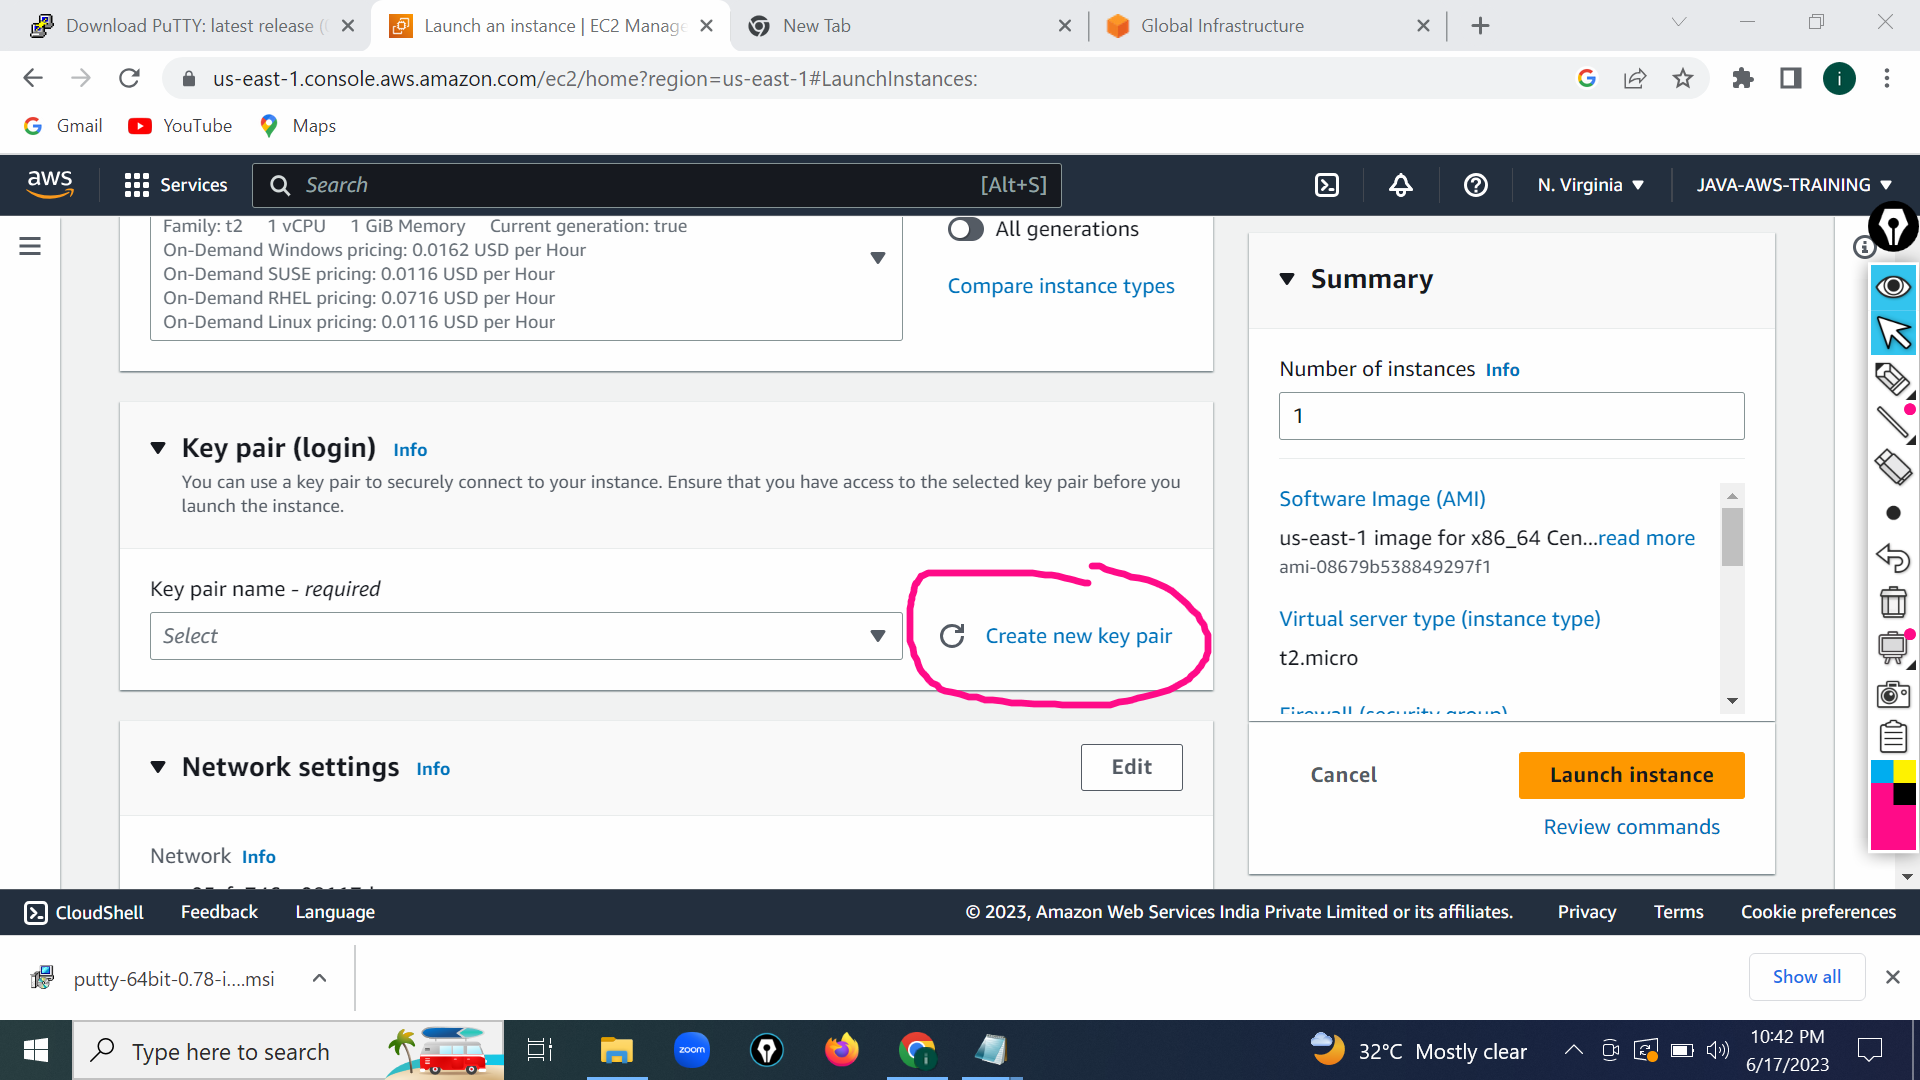 Download PuTTY: latest release (
Launch an instance | EC2 Manage
New Tab
Global Infrastructure
us-east-1.console.aws.amazon.com/ec2/home?region=us-east-1#LaunchInstances:
i
Gmail
YouTube
Maps
aws
Services
Search
[Alt+S]
N. Virginia
JAVA-AWS-TRAINING
Family: t2 1 vCPU 1 GiB Memory Current generation: true
On-Demand Windows pricing: 0.0162 USD per Hour
On-Demand SUSE pricing: 0.0116 USD per Hour
On-Demand RHEL pricing: 0.0716 USD per Hour
On-Demand Linux pricing: 0.0116 USD per Hour
All generations
Compare instance types
Key pair (login) Info
You can use a key pair to securely connect to your instance. Ensure that you have access to the selected key pair before you
launch the instance.
Key pair name - required
Select
Create new key pair
Network settings Info
Edit
Network Info
Summary
Number of instances Info
1
Software Image (AMI)
us-east-1 image for x86_64 Cen...read more
ami-08679b538849297f1
Virtual server type (instance type)
t2.micro
Firewall (security group)
Cancel
Launch instance
Review commands
CloudShell
Feedback
Language
© 2023, Amazon Web Services India Private Limited or its affiliates.
Privacy
Terms
Cookie preferences
putty-64bit-0.78-i....msi
Show all
Type here to search
zoom
32°C Mostly clear
10:42 PM
6/17/2023